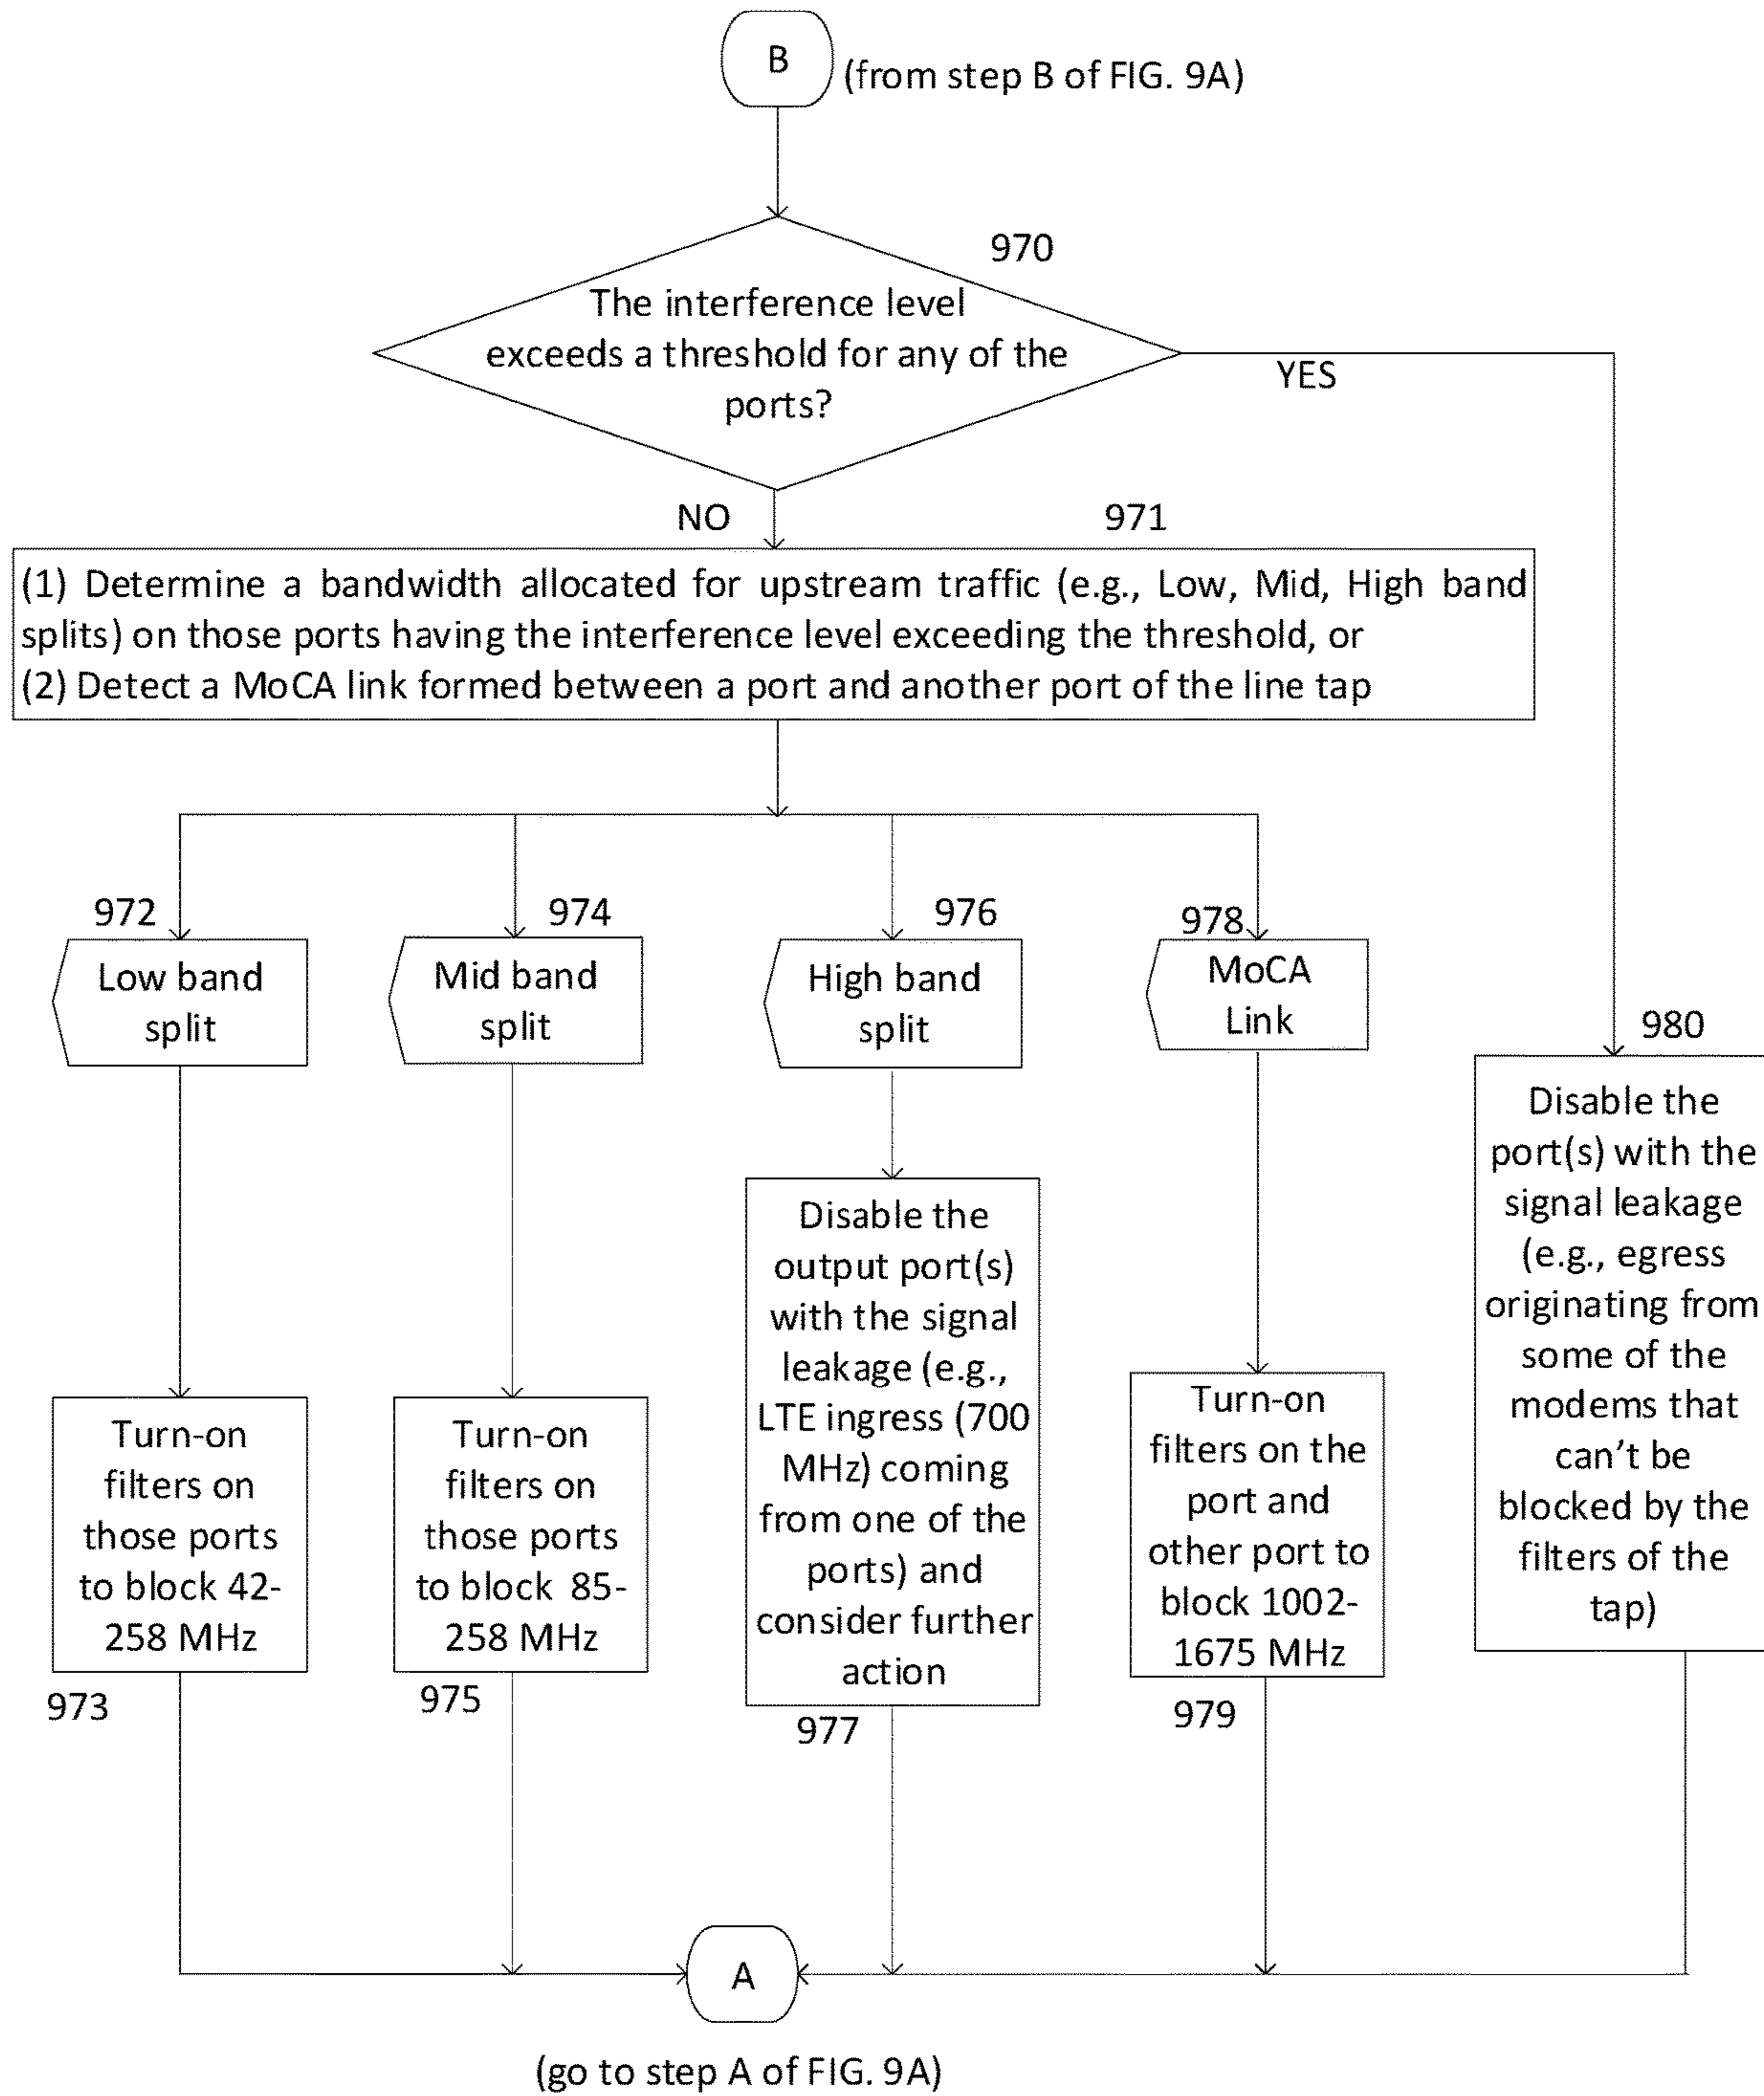 B
(from step B of FIG. 9A)
970
The interference level
exceeds a threshold for any of the
ports?
YES
NO
971
(1) Determine a bandwidth allocated for upstream traffic (e.g., Low, Mid, High band
splits) on those ports having the interference level exceeding the threshold, or
(2) Detect a MoCA link formed between a port and another port of the line tap
972
Low band
split
974
Mid band
split
976
High band
split
978
MoCA
Link
980
Disable the
port(s) with the
signal leakage
(e.g., egress
originating from
some of the
modems that
can't be
blocked by the
filters of the
tap)
Turn-on
filters on
those ports
to block 42-
258 MHz
973
Turn-on
filters on
those ports
to block 85-
258 MHz
975
Disable the
output port(s)
with the signal
leakage (e.g.,
LTE ingress (700
MHz) coming
from one of the
ports) and
consider further
action
977
Turn-on
filters on the
port and
other port to
block 1002-
1675 MHz
979
A
(go to step A of FIG. 9A)